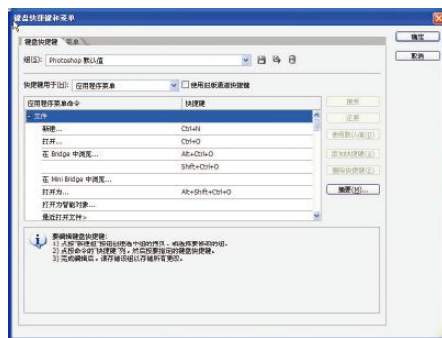 键盘快捷键和菜单
键盘快捷键 菜单
确定
取消
组(S): Photoshop 默认值
快捷键用于(H): 应用程序菜单 使用旧版通道快捷键
应用程序菜单命令 快捷键
文件
新建... Ctrl+N
打开... Ctrl+O
在 Bridge 中浏览... Alt+Ctrl+O
Shift+Ctrl+O
在 Mini Bridge 中浏览...
打开为... Alt+Shift+Ctrl+O
打开为智能对象...
最近打开文件>
接受
还原
使用默认值(D)
添加快捷键(A)
删除快捷键(E)
摘要(M)...
要编辑键盘快捷键:
1) 点按“新建组”按钮创建选中组的拷贝，或选择要修改的组。
2) 点按命令的“快捷键”列，然后按要指定的键盘快捷键。
3) 完成编辑后，请存储该组以存储所有更改。